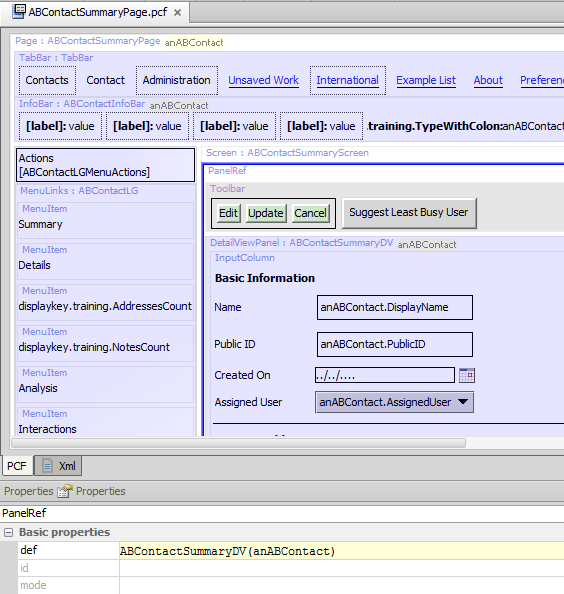 ABContactSummaryPage.pcf ×
Page : ABContactSummaryPage anABContact
TabBar : TabBar
Contacts Contact Administration Unsaved Work International Example List About Preferen
InfoBar : ABContactInfoBar anABContact
[label]: value [label]: value [label]: value [label]: value .training.TypeWithColon:anABContact
Actions
[ABContactLGMenuActions]
MenuLinks : ABContactLG
MenuItem
Summary
MenuItem
Details
MenuItem
displaykey.training.AddressesCount
MenuItem
displaykey.training.NotesCount
MenuItem
Analysis
MenuItem
Interactions
Screen : ABContactSummaryScreen
PanelRef
Toolbar
Edit Update Cancel Suggest Least Busy User
DetailViewPanel : ABContactSummaryDV anABContact
InputColumn
Basic Information
Name anABContact.DisplayName
Public ID anABContact.PublicID
Created On ../../....
Assigned User anABContact.AssignedUser
PCF Xml
Properties Properties
PanelRef
Basic properties
def ABContactSummaryDV(anABContact)
id
mode